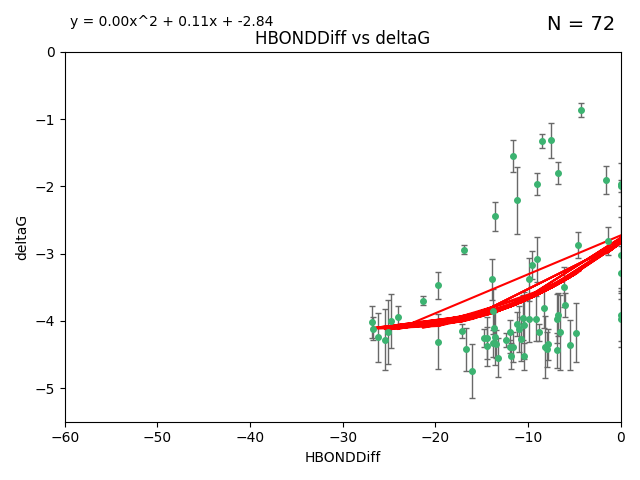 y = 0.00x^2 + 0.11x + -2.84
N = 72
HBONDDiff vs deltaG
0
−1
−2
−3
−4
−5
deltaG
−60 −50 −40 −30 −20 −10 0
HBONDDiff